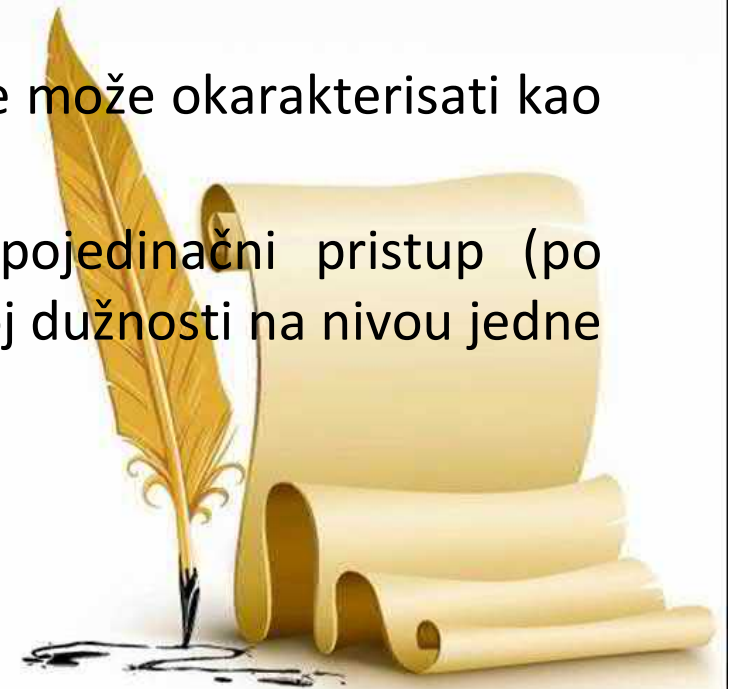 može okarakterisati kao
pojedinačni pristup (po
dužnosti na nivou jedne